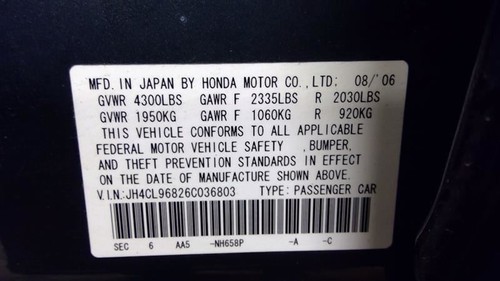 MFD. IN JAPAN BY HONDA MOTOR CO., LTD: 08/'06
GVWR 4300LBS GAWR F 2335LBS R 2030LBS
GVWR 1950KG GAWR F 1060KG R 920KG
THIS VEHICLE CONFORMS TO ALL APPLICABLE
FEDERAL MOTOR VEHICLE SAFETY, BUMPER,
AND THEFT PREVENTION STANDARDS IN EFFECT
ON THE DATE OF MANUFACTURE SHOWN ABOVE.
V.I.N: JH4CL96826C036803 TYPE: PASSENGER CAR
SEC 6 AA5 -NH658P -A -C